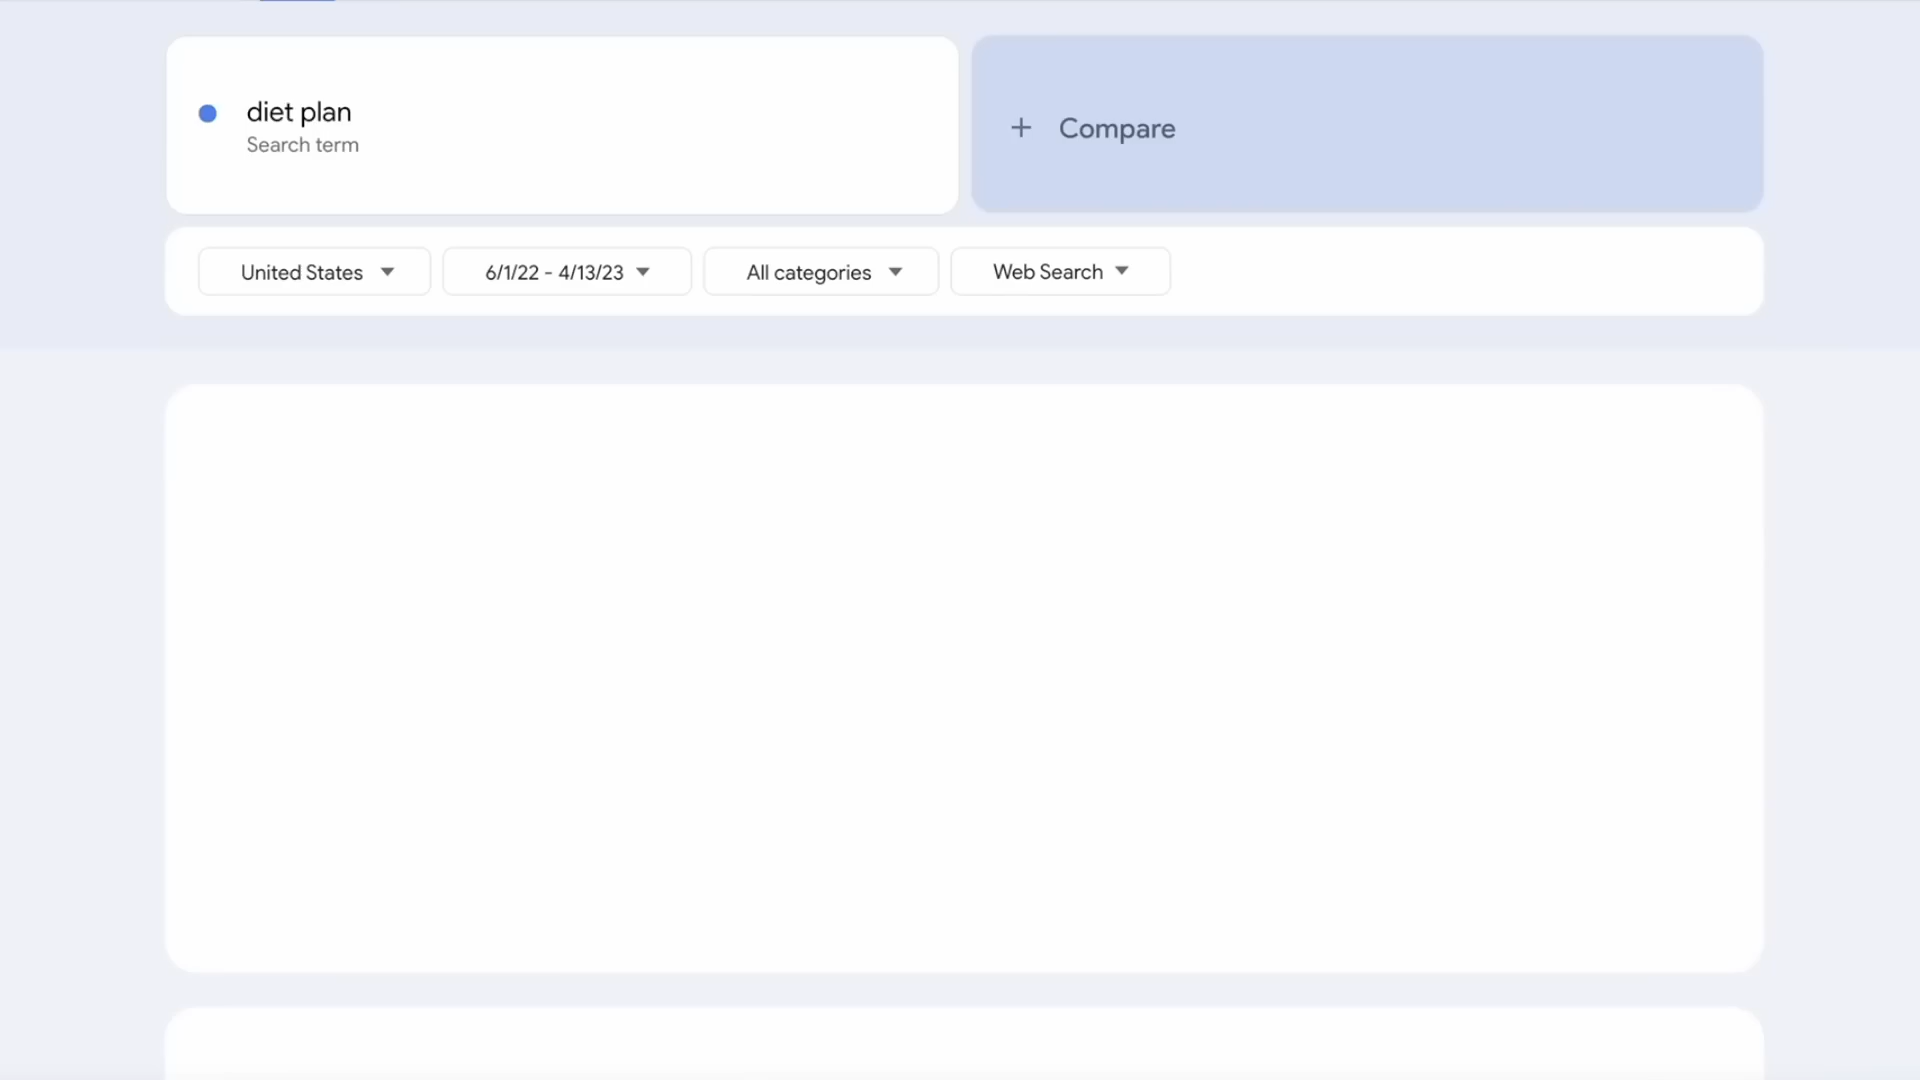 diet plan
Search term
+ Compare
United States
6/1/22 - 4/13/23
All categories
Web Search